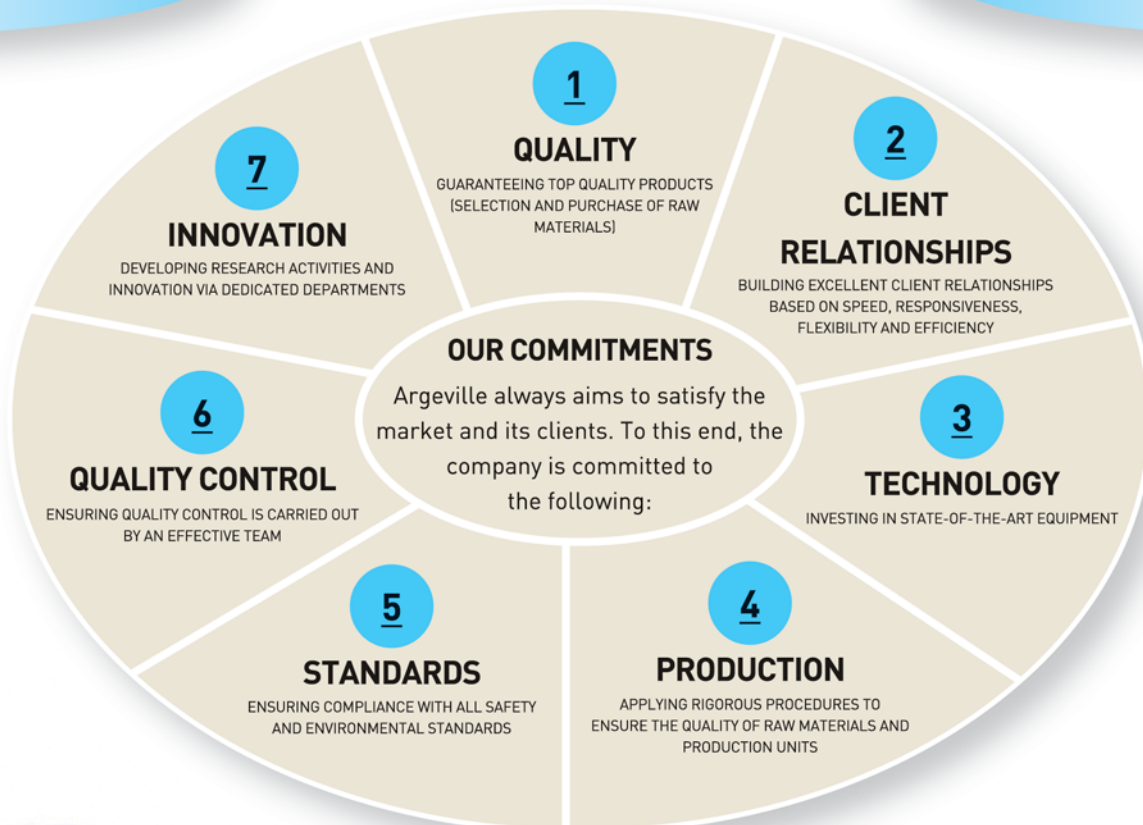 OUR COMMITMENTS
Argeville always aims to satisfy the
market and its clients. To this end, the
company is committed to
the following:
1
QUALITY
GUARANTEEING TOP QUALITY PRODUCTS
(SELECTION AND PURCHASE OF RAW
MATERIALS)
2
CLIENT
RELATIONSHIPS
BUILDING EXCELLENT CLIENT RELATIONSHIPS
BASED ON SPEED, RESPONSIVENESS,
FLEXIBILITY AND EFFICIENCY
3
TECHNOLOGY
INVESTING IN STATE-OF-THE-ART EQUIPMENT
4
PRODUCTION
APPLYING RIGOROUS PROCEDURES TO
ENSURE THE QUALITY OF RAW MATERIALS AND
PRODUCTION UNITS
5
STANDARDS
ENSURING COMPLIANCE WITH ALL SAFETY
AND ENVIRONMENTAL STANDARDS
6
QUALITY CONTROL
ENSURING QUALITY CONTROL IS CARRIED OUT
BY AN EFFECTIVE TEAM
7
INNOVATION
DEVELOPING RESEARCH ACTIVITIES AND
INNOVATION VIA DEDICATED DEPARTMENTS